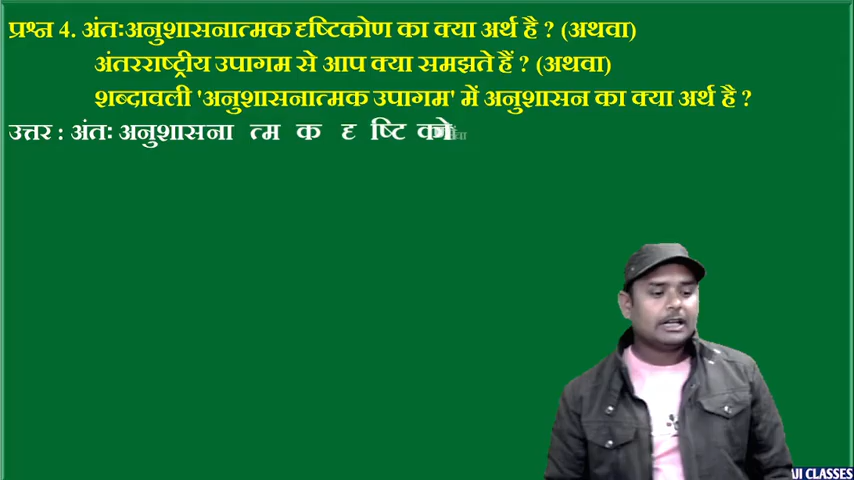 प्रश्न 4. अंतःअनुशासनात्मक दृष्टिकोण का क्या अर्थ है ? (अथवा)
अंतरराष्ट्रीय उपागम से आप क्या समझते हैं ? (अथवा)
शब्दावली 'अनुशासनात्मक उपागम' में अनुशासन का क्या अर्थ है ?
उत्तर : अंतः अनुशासना त्म क दृ ष्टि को
JI CLASSES